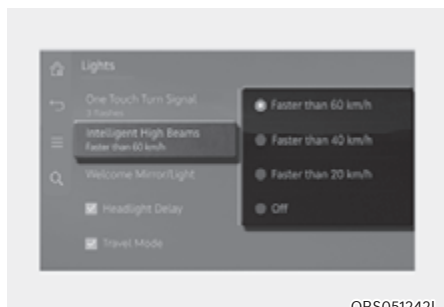 Lights
One Touch Turn Signal
3 flashes
Intelligent High Beams
Faster than 60 km/h
Welcome Mirror/Light
Headlight Delay
Travel Mode
Faster than 60 km/h
Faster than 40 km/h
Faster than 20 km/h
Off